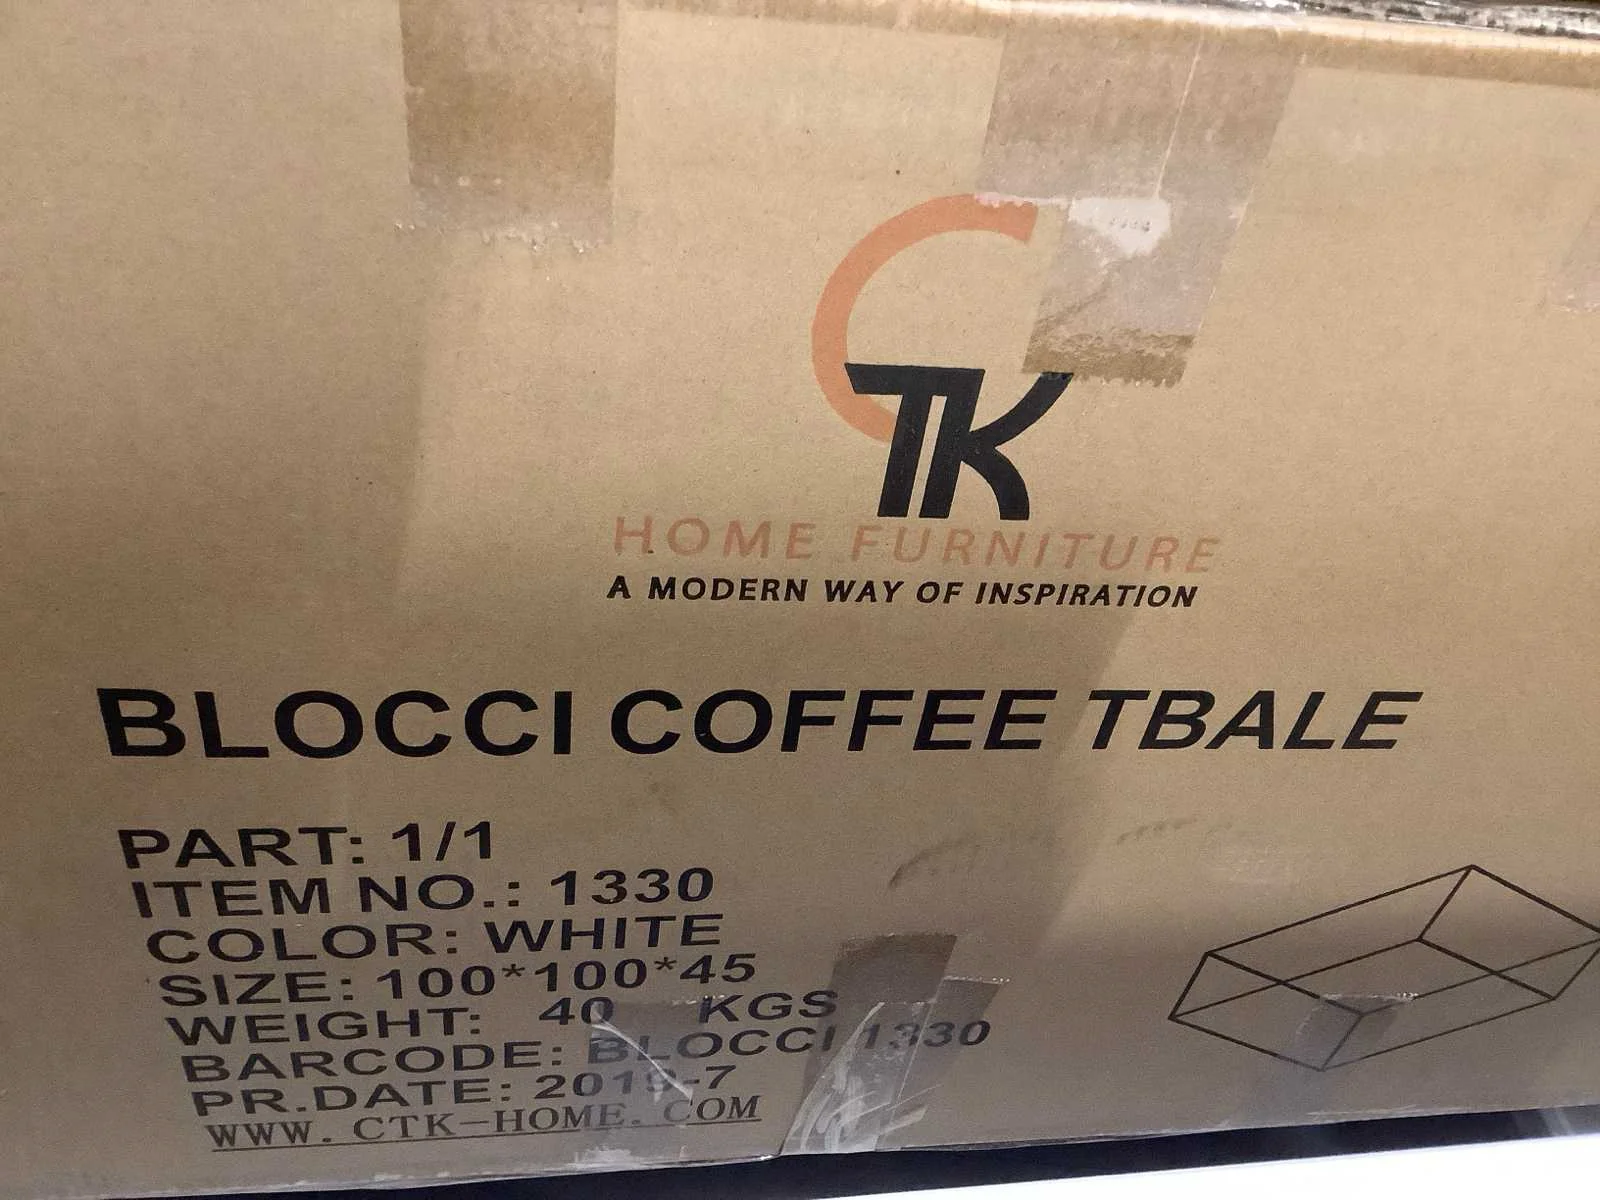 CTK
HOME FURNITURE
A MODERN WAY OF INSPIRATION
BLOCCI COFFEE TBALE
PART: 1/1
ITEM NO.: 1330
COLOR: WHITE
SIZE: 100*100*45
WEIGHT: 40 KGS
BARCODE: BLOCCI 1330
PR.DATE: 2019-7
WWW.CTK-HOME.COM